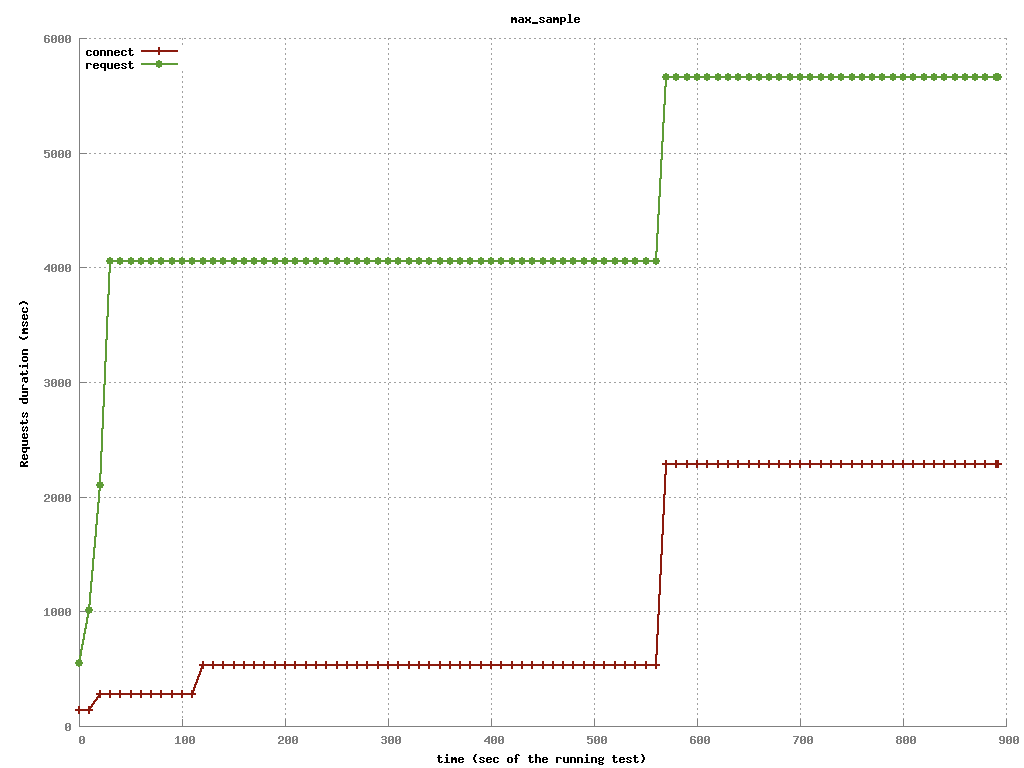 max_sample
connect
request
6000
5000
4000
3000
2000
1000
0
Requests duration (msec)
0 100 200 300 400 500 600 700 800 900
time (sec of the running test)